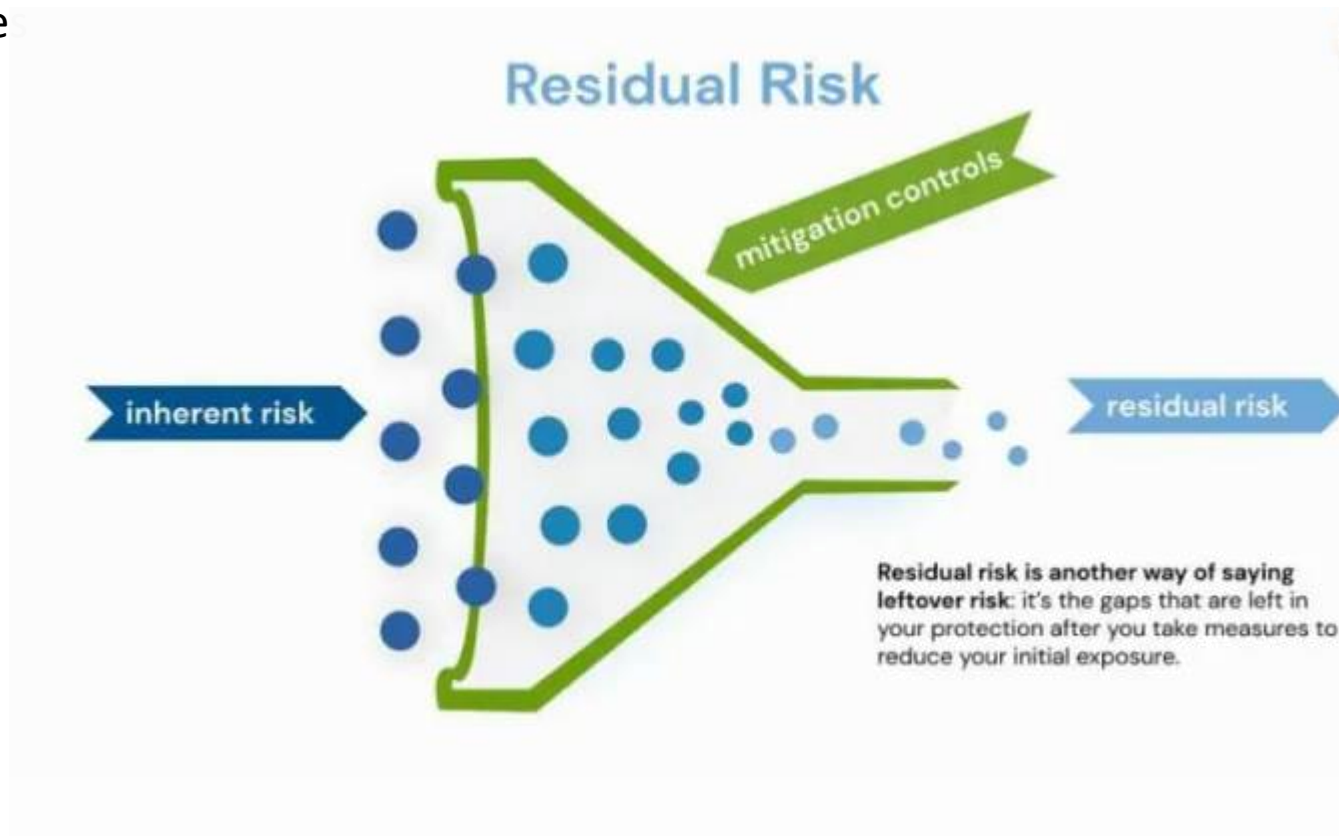 e
Residual Risk
mitigation controls
inherent risk
residual risk
Residual risk is another way of saying
leftover risk: it's the gaps that are left in
your protection after you take measures to
reduce your initial exposure.